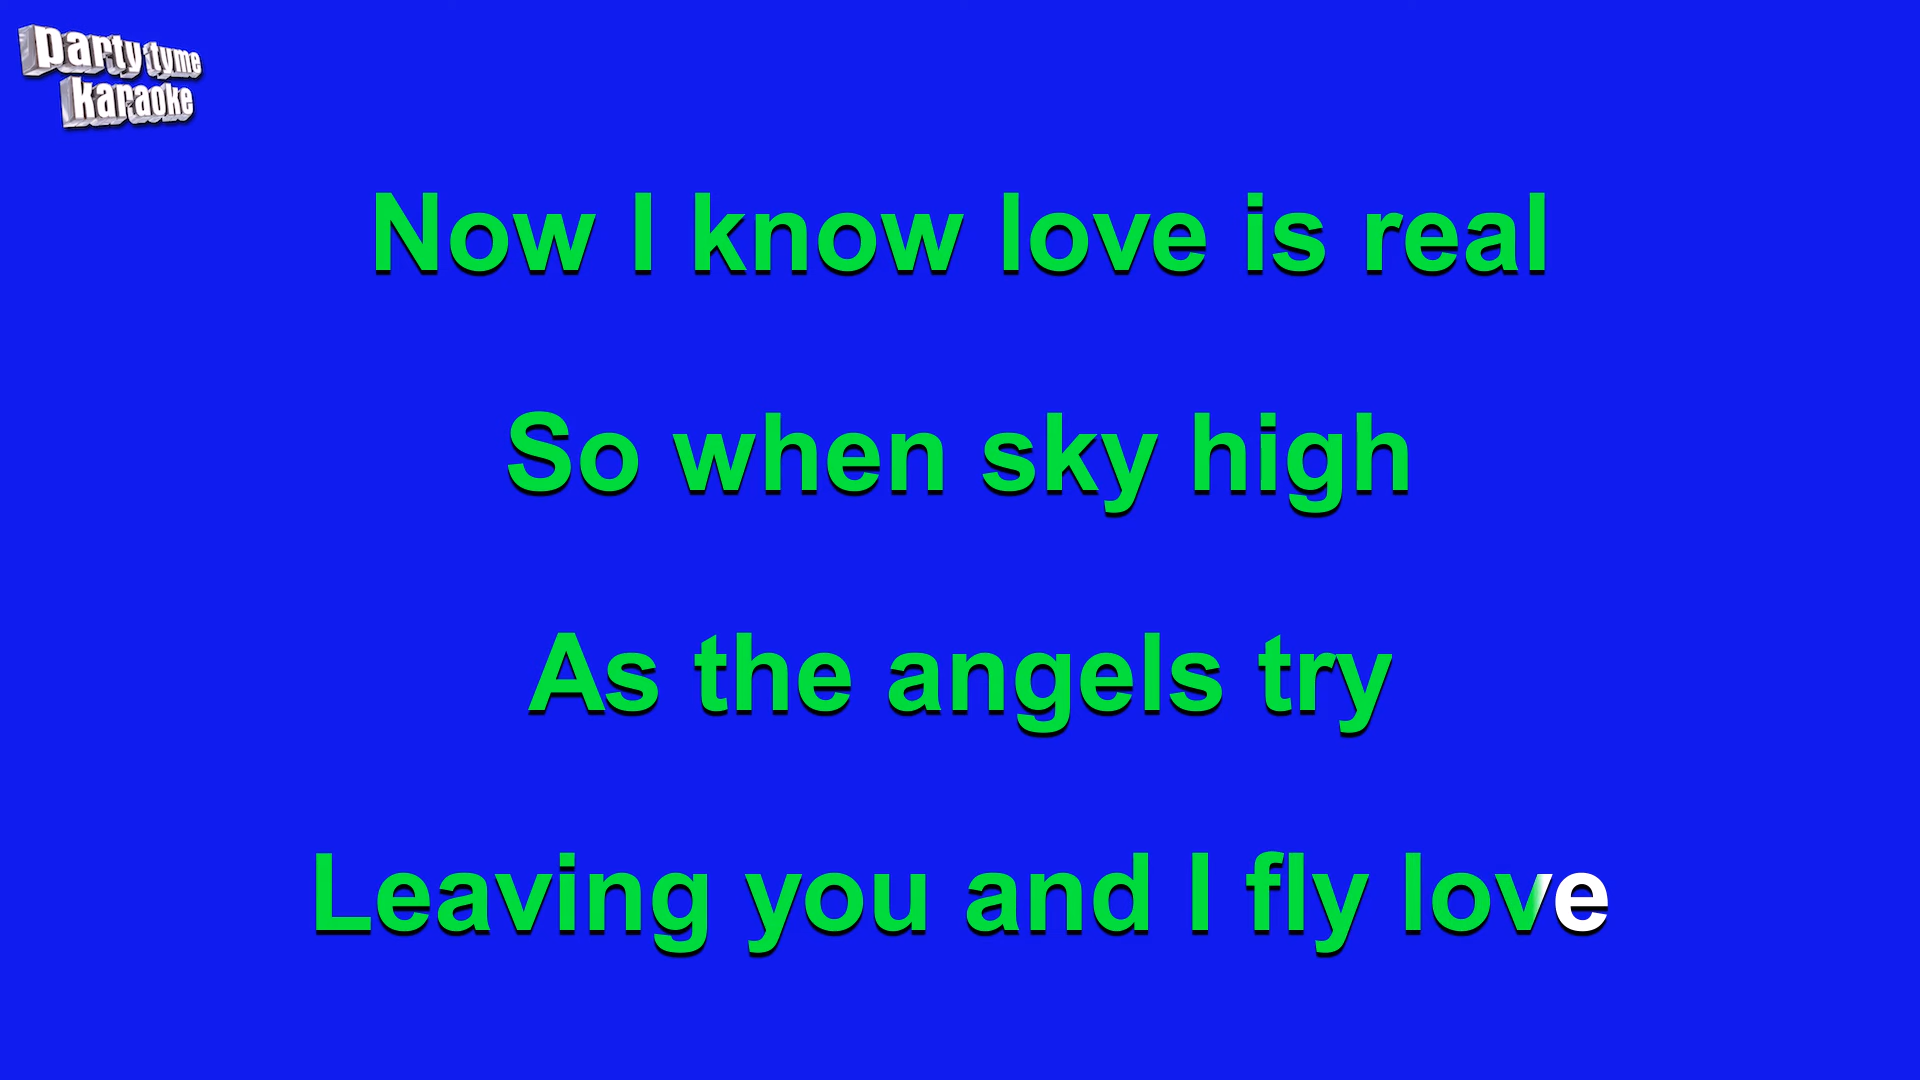 party tyme
karaoke
Now I know love is real
So when sky high
As the angels try
Leaving you and I fly love